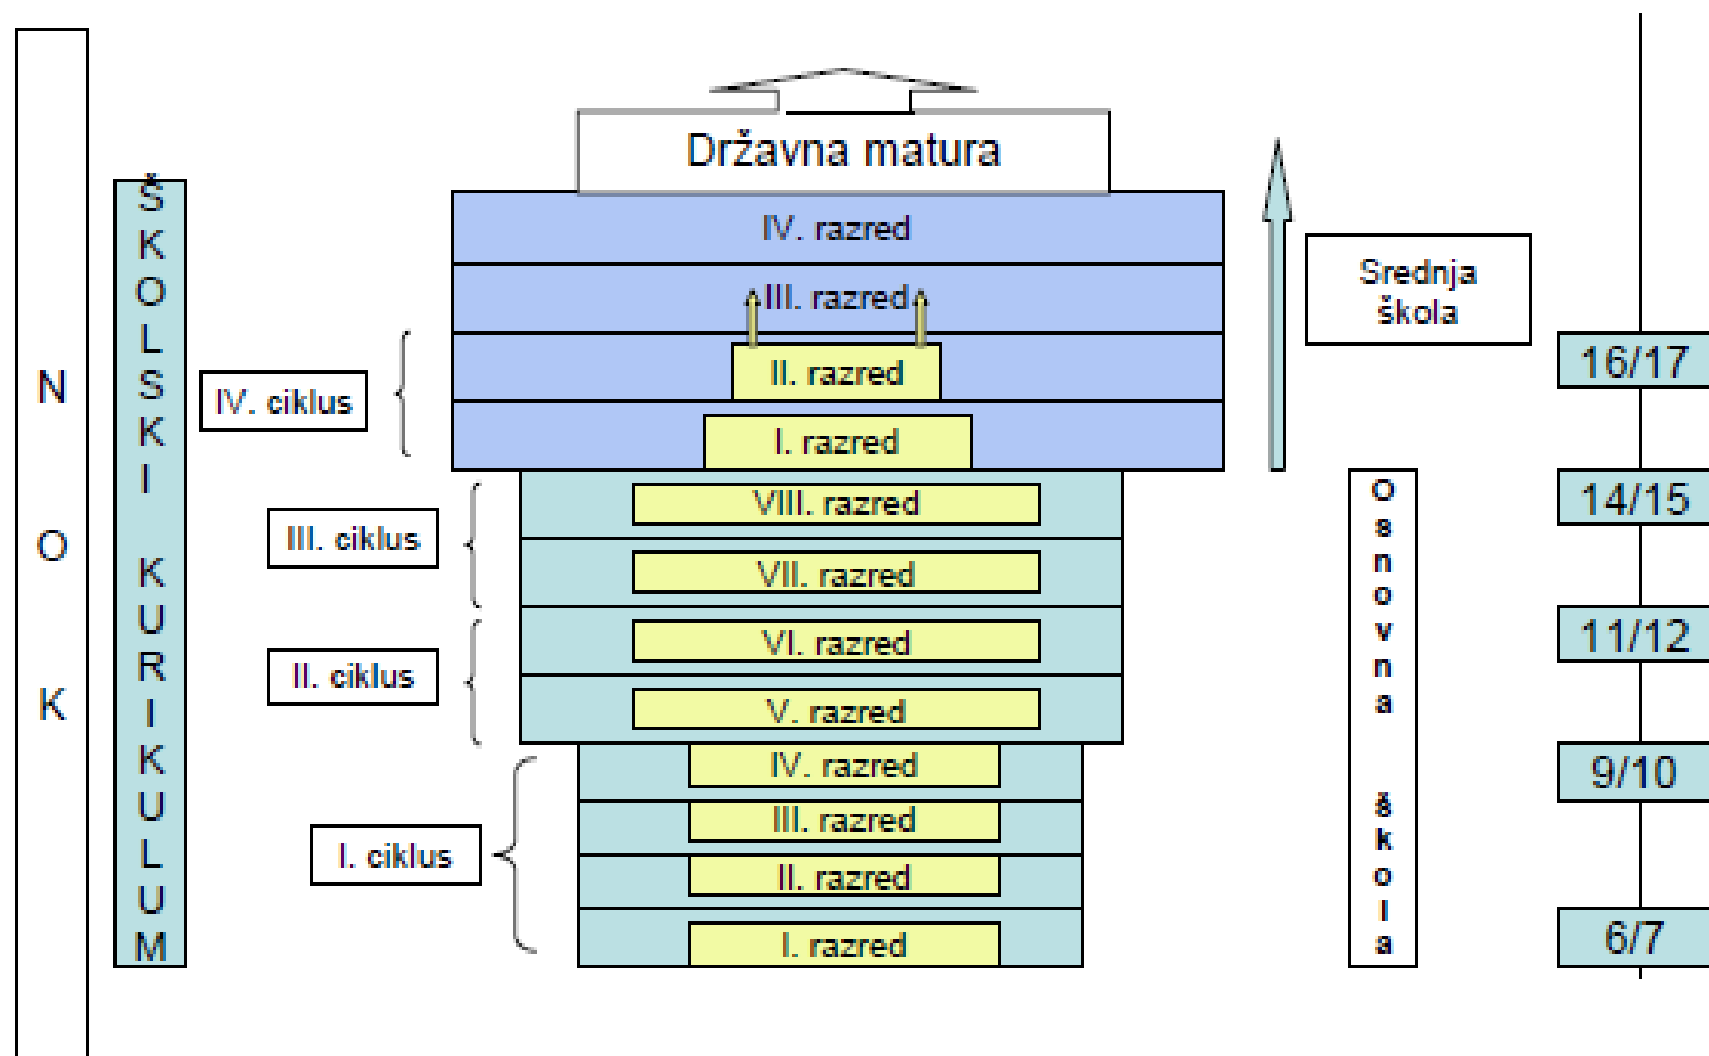 N O K
ŠKOLSKI KURIKULUM
Državna matura
IV. razred
III. razred
II. razred
I. razred
VIII. razred
VII. razred
VI. razred
V. razred
IV. razred
III. razred
II. razred
I. razred
IV. ciklus
III. ciklus
II. ciklus
I. ciklus
Srednja
škola
Osnovna škola
16/17
14/15
11/12
9/10
6/7